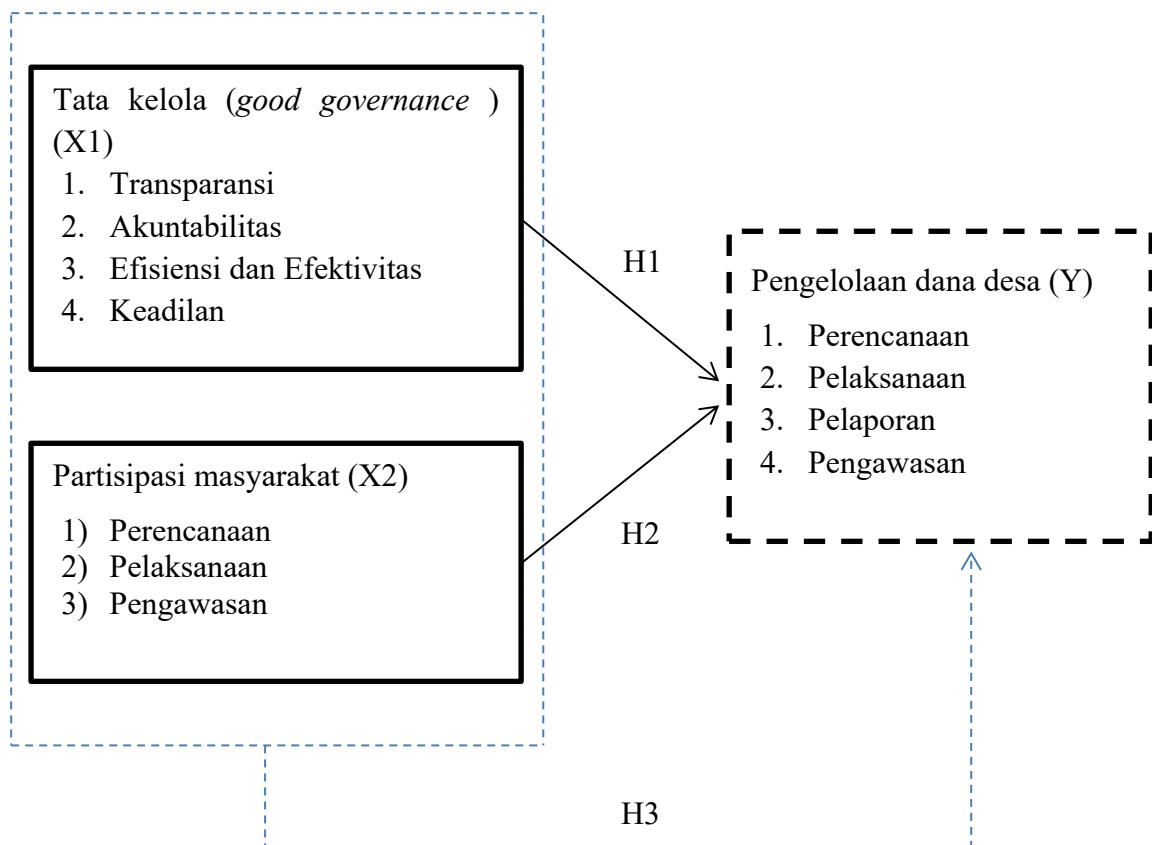 Tata kelola (good governance )
(X1)
1. Transparansi
2. Akuntabilitas
3. Efisiensi dan Efektivitas
4. Keadilan
H1
Pengelolaan dana desa (Y)
1. Perencanaan
2. Pelaksanaan
3. Pelaporan
4. Pengawasan
Partisipasi masyarakat (X2)
1) Perencanaan
2) Pelaksanaan
3) Pengawasan
H2
H3